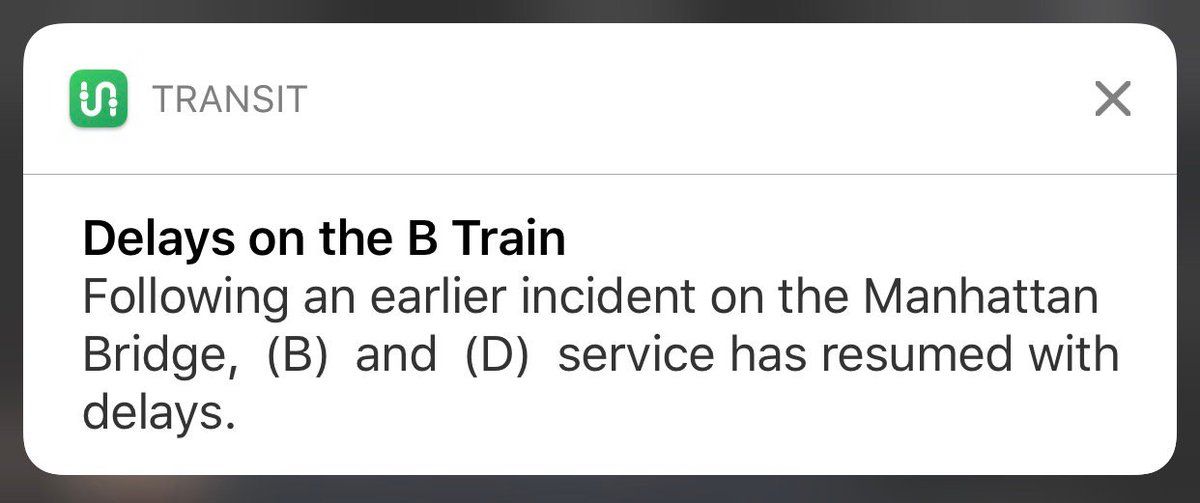 TRANSIT
Delays on the B Train
Following an earlier incident on the Manhattan
Bridge,  (B)  and  (D)  service has resumed with
delays.